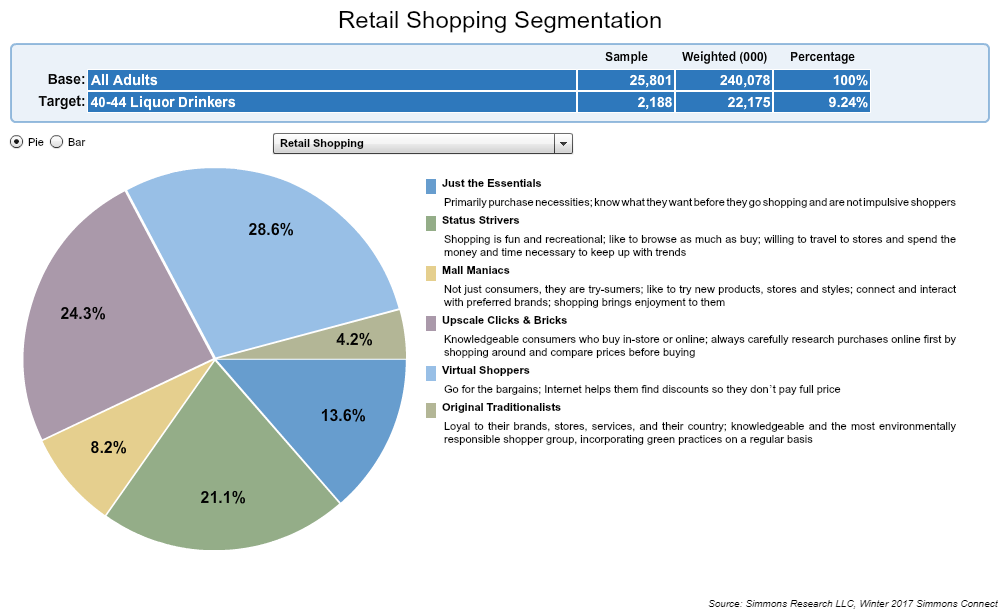 Retail Shopping Segmentation
Sample Weighted (000) Percentage
Base: All Adults 25,801 240,078 100%
Target: 40-44 Liquor Drinkers 2,188 22,175 9.24%
Pie Bar
Retail Shopping
28.6%
24.3%
4.2%
13.6%
8.2%
21.1%
Just the Essentials
Primarily purchase necessities; know what they want before they go shopping and are not impulsive shoppers
Status Strivers
Shopping is fun and recreational; like to browse as much as buy; willing to travel to stores and spend the
money and time necessary to keep up with trends
Mall Maniacs
Not just consumers, they are try-sumers; like to try new products, stores and styles; connect and interact
with preferred brands; shopping brings enjoyment to them
Upscale Clicks & Bricks
Knowledgeable consumers who buy in-store or online; always carefully research purchases online first by
shopping around and compare prices before buying
Virtual Shoppers
Go for the bargains; Internet helps them find discounts so they don't pay full price
Original Traditionalists
Loyal to their brands, stores, services, and their country; knowledgeable and the most environmentally
responsible shopper group, incorporating green practices on a regular basis
Source: Simmons Research LLC, Winter 2017 Simmons Connect